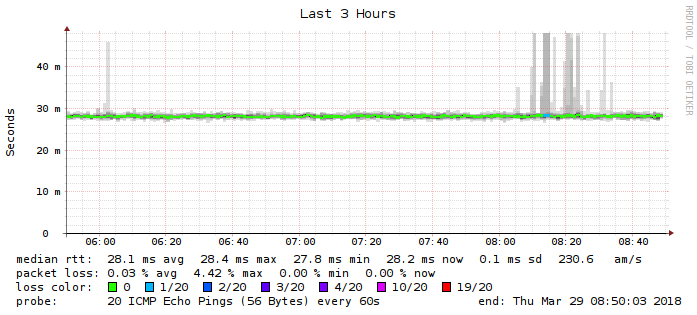 Last 3 Hours
RRDTOOL / TOBI OETIKER
Seconds
40 m
30 m
20 m
10 m
0
06:00 06:20 06:40 07:00 07:20 07:40 08:00 08:20 08:40
median rtt: 28.1 ms avg 28.4 ms max 27.8 ms min 28.2 ms now 0.1 ms sd 230.6 am/s
packet loss: 0.03 % avg 4.42 % max 0.00 % min 0.00 % now
loss color: 0 1/20 2/20 3/20 4/20 10/20 19/20
probe: 20 ICMP Echo Pings (56 Bytes) every 60s end: Thu Mar 29 08:50:03 2018